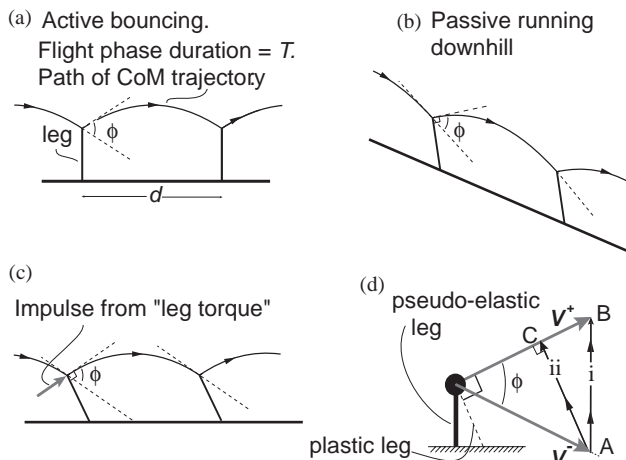 (a) Active bouncing.
Flight phase duration = T.
Path of CoM trajectory
leg
ϕ
d
(b) Passive running
downhill
ϕ
(c)
Impulse from "leg torque"
ϕ
(d)
pseudo-elastic
leg
V⁺ B
C
ii
i
ϕ
plastic leg
V⁻ A